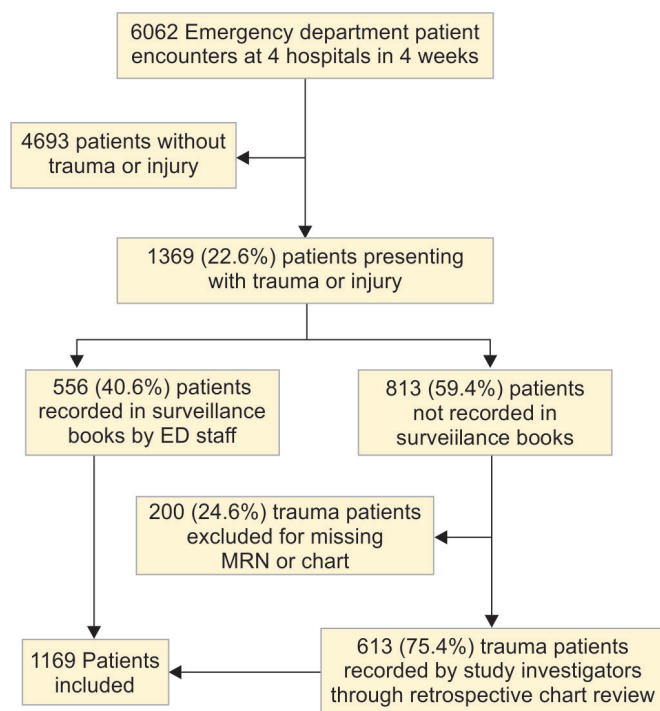 6062 Emergency department patient
encounters at 4 hospitals in 4 weeks
4693 patients without
trauma or injury
1369 (22.6%) patients presenting
with trauma or injury
556 (40.6%) patients
recorded in surveillance
books by ED staff
813 (59.4%) patients
not recorded in
surveiilance books
200 (24.6%) trauma patients
excluded for missing
MRN or chart
1169 Patients
included
613 (75.4%) trauma patients
recorded by study investigators
through retrospective chart review